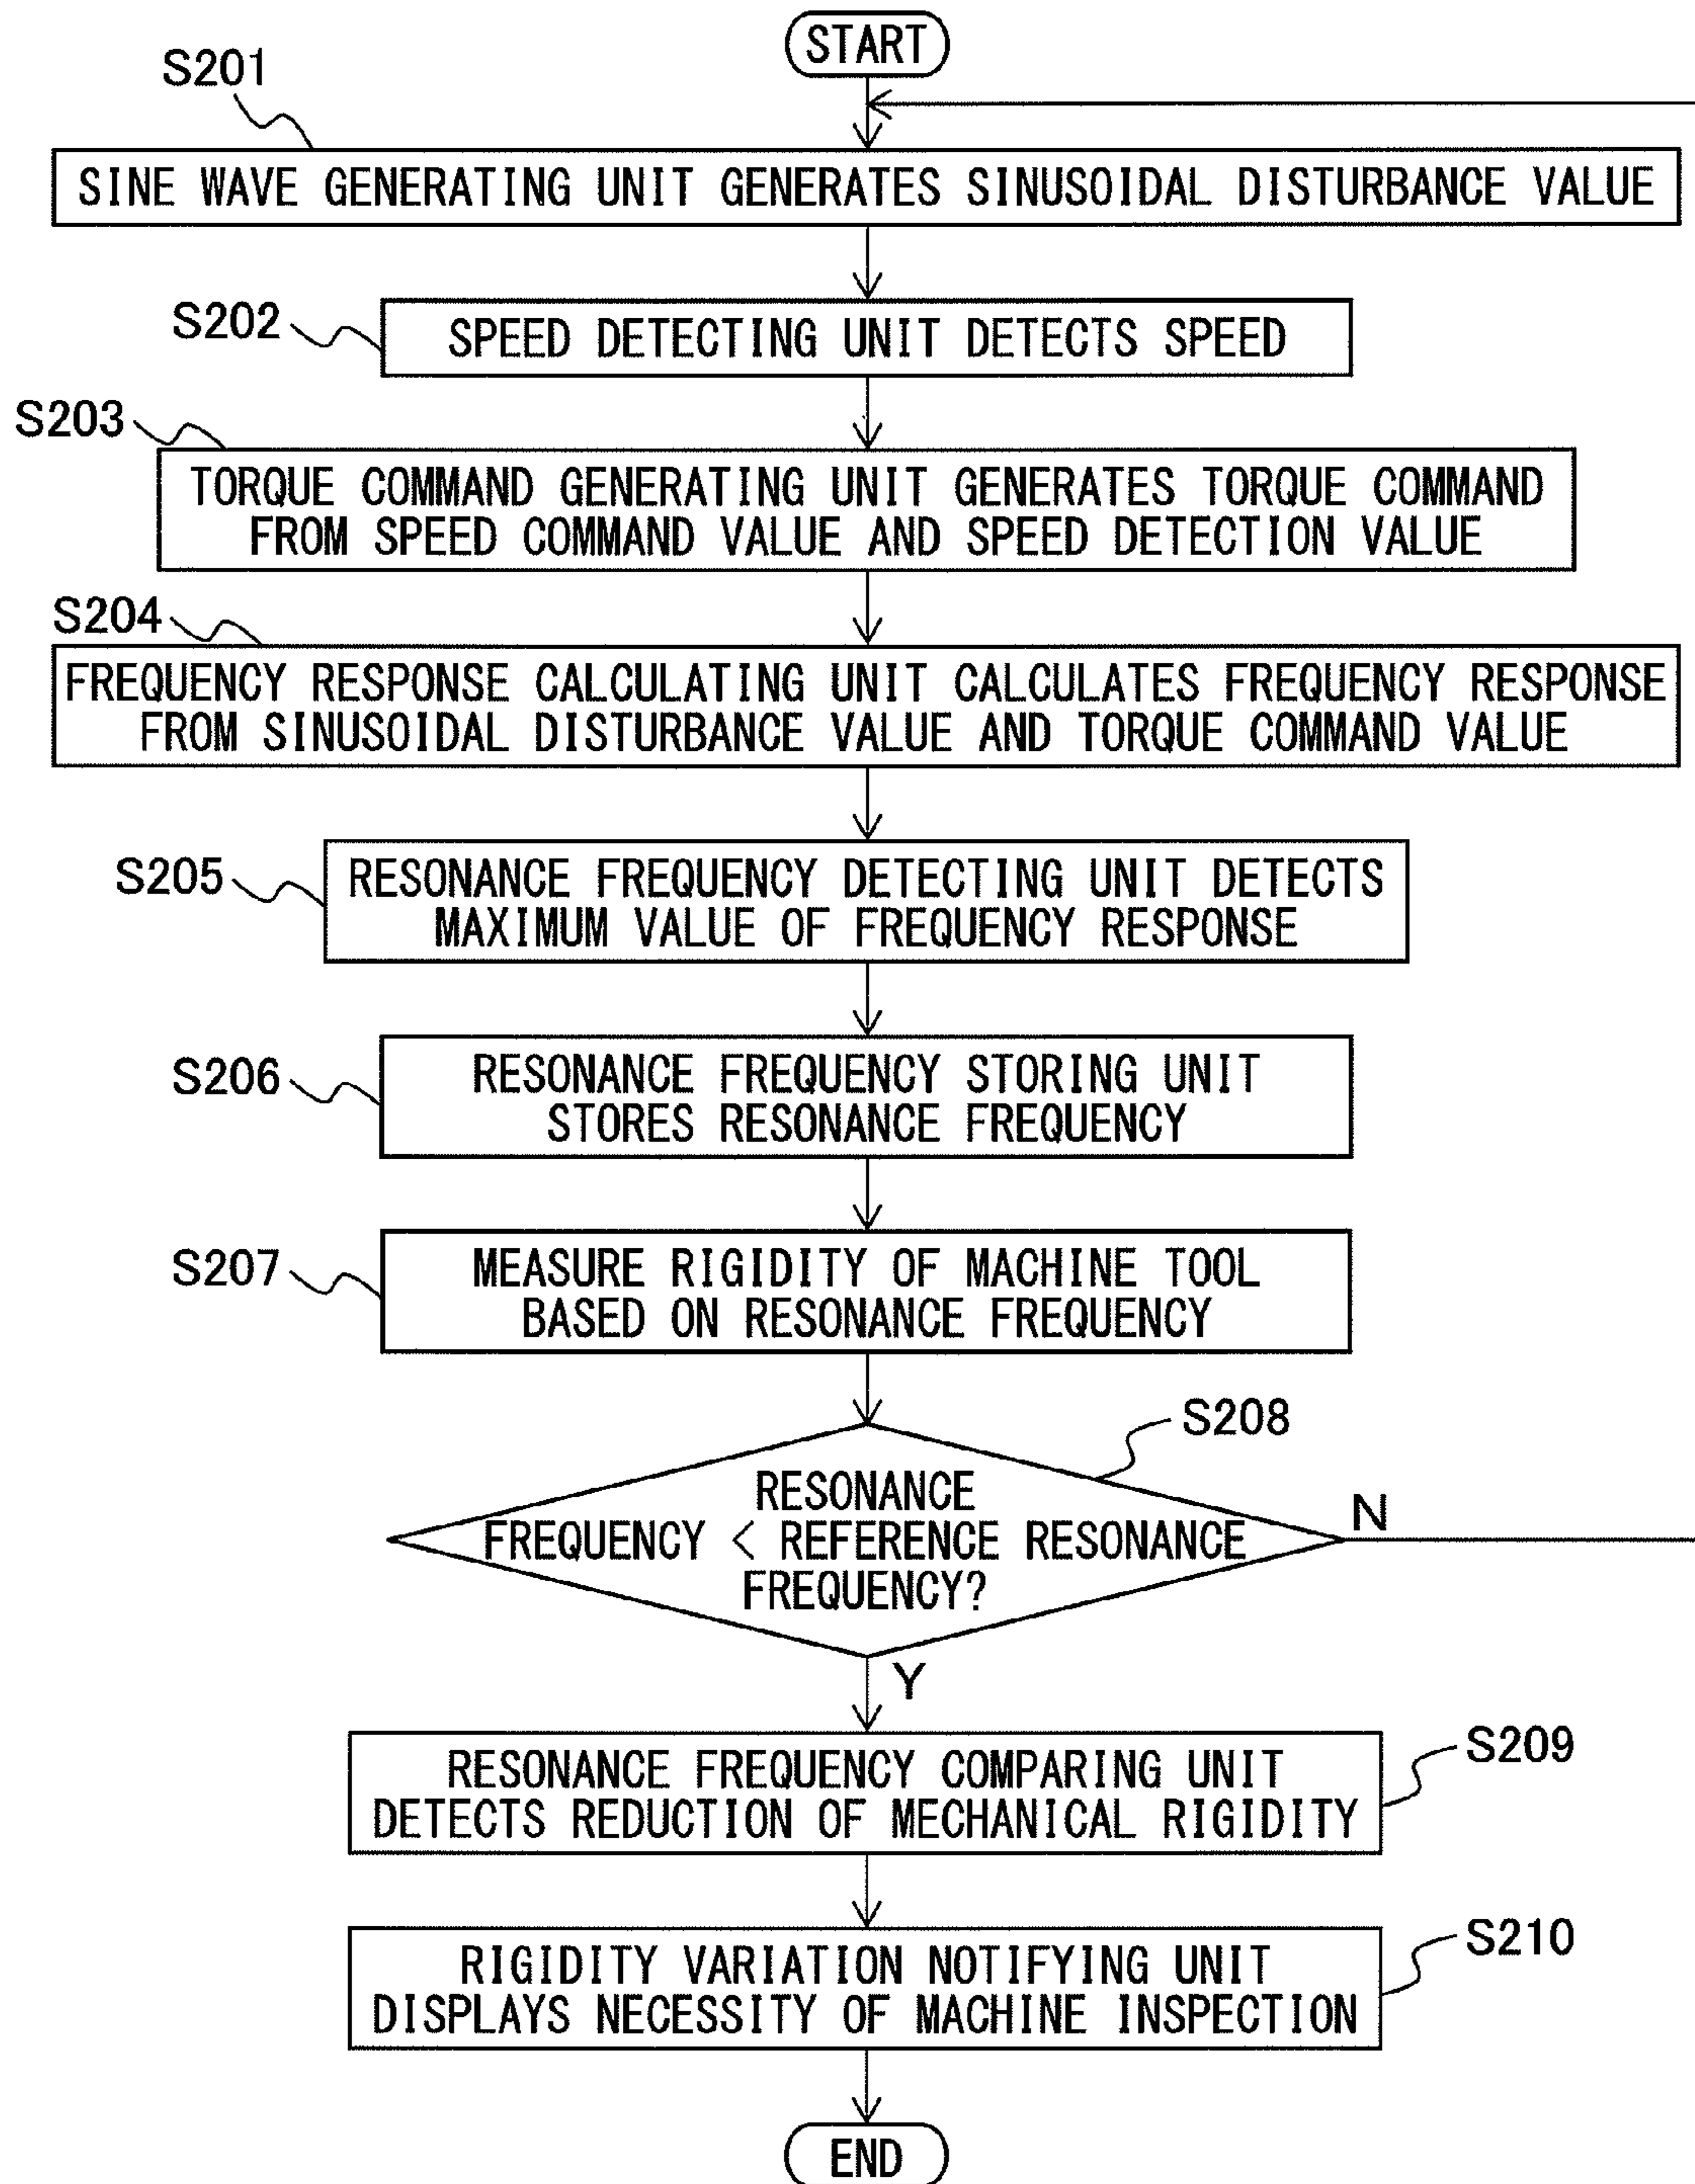 START
S201
SINE WAVE GENERATING UNIT GENERATES SINUSOIDAL DISTURBANCE VALUE
S202
SPEED DETECTING UNIT DETECTS SPEED
S203
TORQUE COMMAND GENERATING UNIT GENERATES TORQUE COMMAND
FROM SPEED COMMAND VALUE AND SPEED DETECTION VALUE
S204
FREQUENCY RESPONSE CALCULATING UNIT CALCULATES FREQUENCY RESPONSE
FROM SINUSOIDAL DISTURBANCE VALUE AND TORQUE COMMAND VALUE
S205
RESONANCE FREQUENCY DETECTING UNIT DETECTS
MAXIMUM VALUE OF FREQUENCY RESPONSE
S206
RESONANCE FREQUENCY STORING UNIT
STORES RESONANCE FREQUENCY
S207
MEASURE RIGIDITY OF MACHINE TOOL
BASED ON RESONANCE FREQUENCY
S208
RESONANCE
FREQUENCY < REFERENCE RESONANCE
FREQUENCY?
N
Y
S209
RESONANCE FREQUENCY COMPARING UNIT
DETECTS REDUCTION OF MECHANICAL RIGIDITY
S210
RIGIDITY VARIATION NOTIFYING UNIT
DISPLAYS NECESSITY OF MACHINE INSPECTION
END